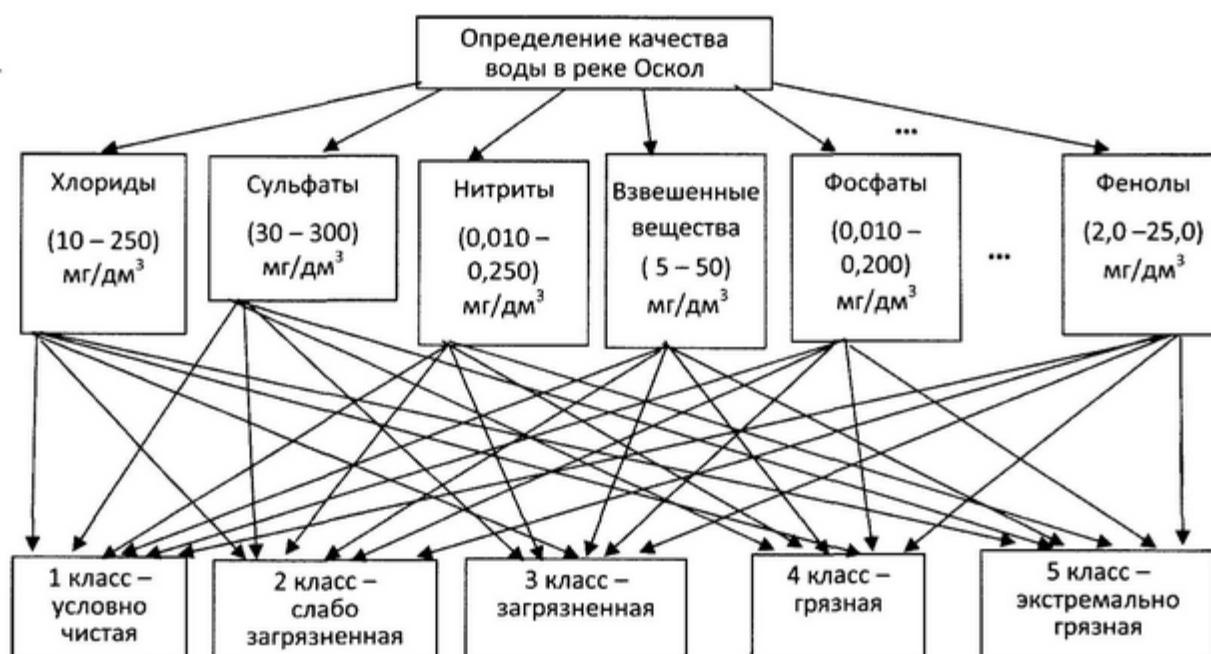 Определение качества
воды в реке Оскол
...
Хлориды
(10 – 250)
мг/дм³
Сульфаты
(30 – 300)
мг/дм³
Нитриты
(0,010 –
0,250)
мг/дм³
Взвешенные
вещества
( 5 – 50)
мг/дм³
Фосфаты
(0,010 –
0,200)
мг/дм³
...
Фенолы
(2,0 –25,0)
мг/дм³
1 класс –
условно
чистая
2 класс –
слабо
загрязненная
3 класс –
загрязненная
4 класс –
грязная
5 класс –
экстремально
грязная